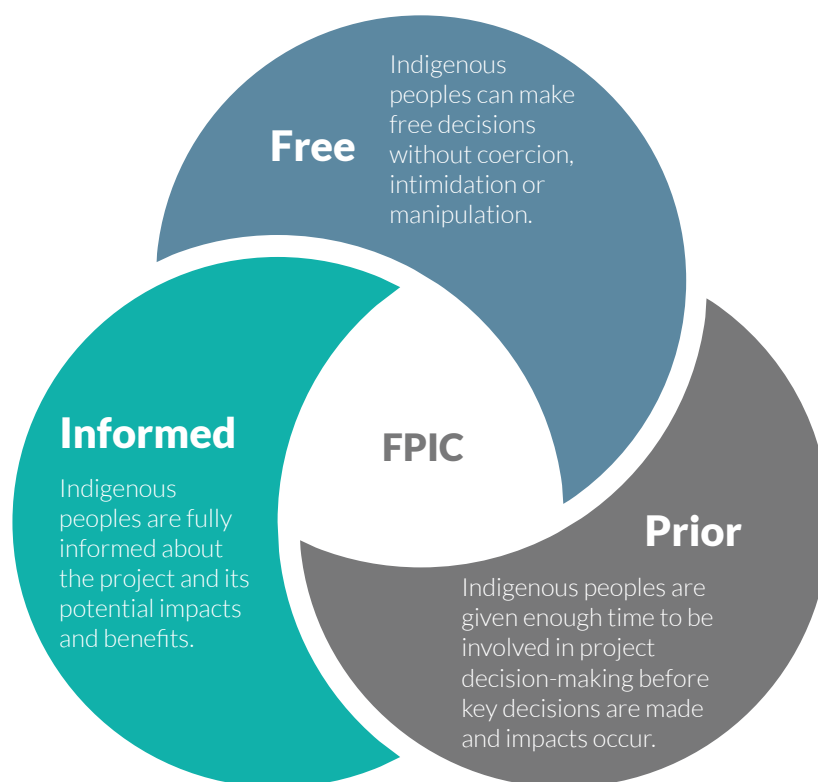 Free
Indigenous
peoples can make
free decisions
without coercion,
intimidation or
manipulation.
Informed
Indigenous
peoples are fully
informed about
the project and its
potential impacts
and benefits.
FPIC
Prior
Indigenous peoples are
given enough time to be
involved in project
decision-making before
key decisions are made
and impacts occur.